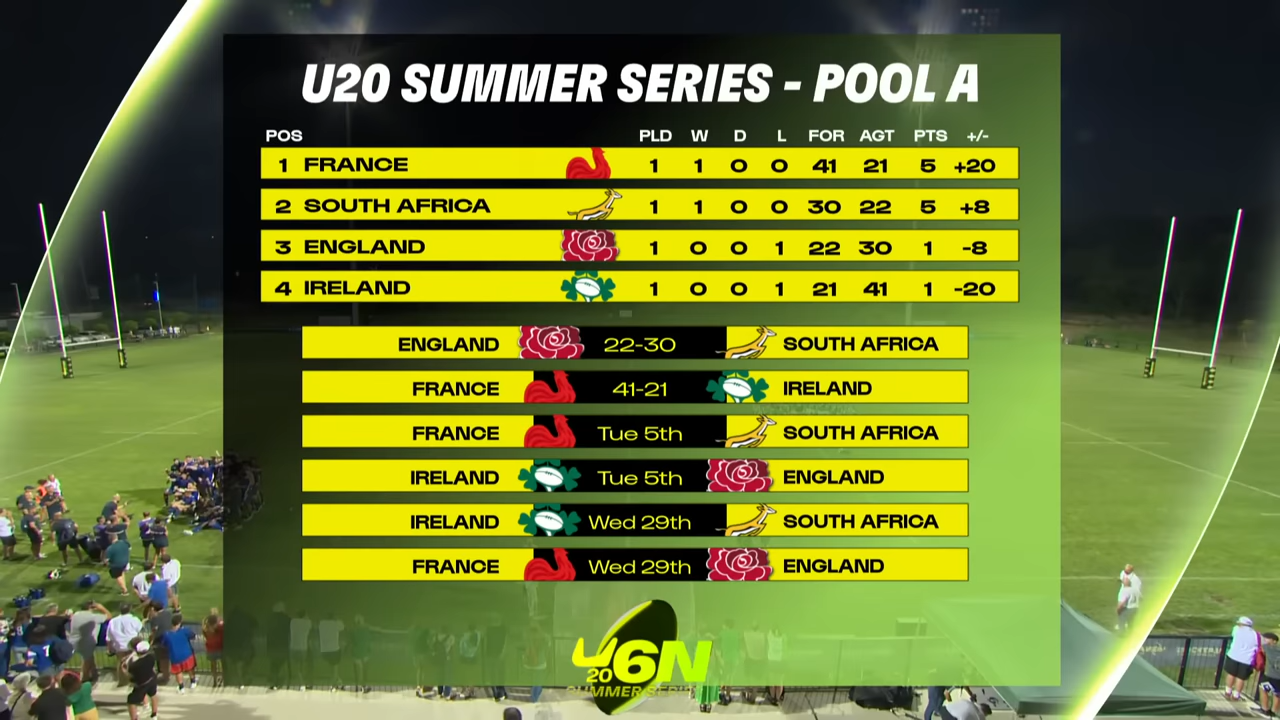 U20 SUMMER SERIES - POOL A
POS PLD W D L FOR AGT PTS +/-
1 FRANCE 1 1 0 0 41 21 5 +20
2 SOUTH AFRICA 1 1 0 0 30 22 5 +8
3 ENGLAND 1 0 0 1 22 30 1 -8
4 IRELAND 1 0 0 1 21 41 1 -20
ENGLAND 22-30 SOUTH AFRICA
FRANCE 41-21 IRELAND
FRANCE Tue 5th SOUTH AFRICA
IRELAND Tue 5th ENGLAND
IRELAND Wed 29th SOUTH AFRICA
FRANCE Wed 29th ENGLAND
U20 6N
SUMMER SERIES